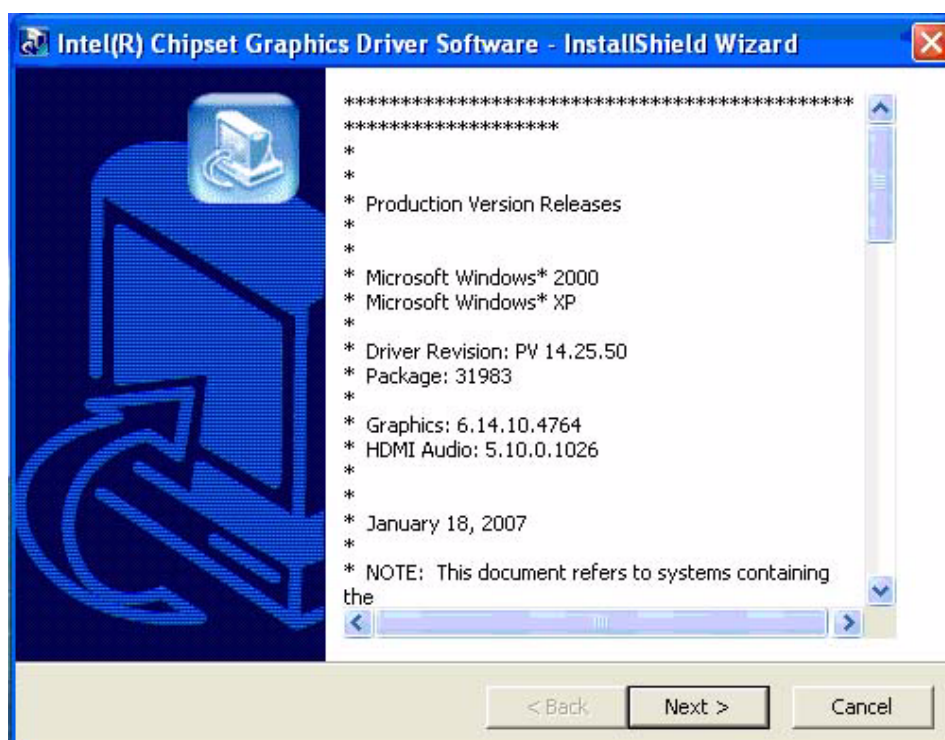 Intel(R) Chipset Graphics Driver Software - InstallShield Wizard
*********************************************
*******************
*
*
* Production Version Releases
*
*
* Microsoft Windows* 2000
* Microsoft Windows* XP
*
* Driver Revision: PV 14.25.50
* Package: 31983
*
* Graphics: 6.14.10.4764
* HDMI Audio: 5.10.0.1026
*
*
* January 18, 2007
*
* NOTE:  This document refers to systems containing
the
< Back
Next >
Cancel